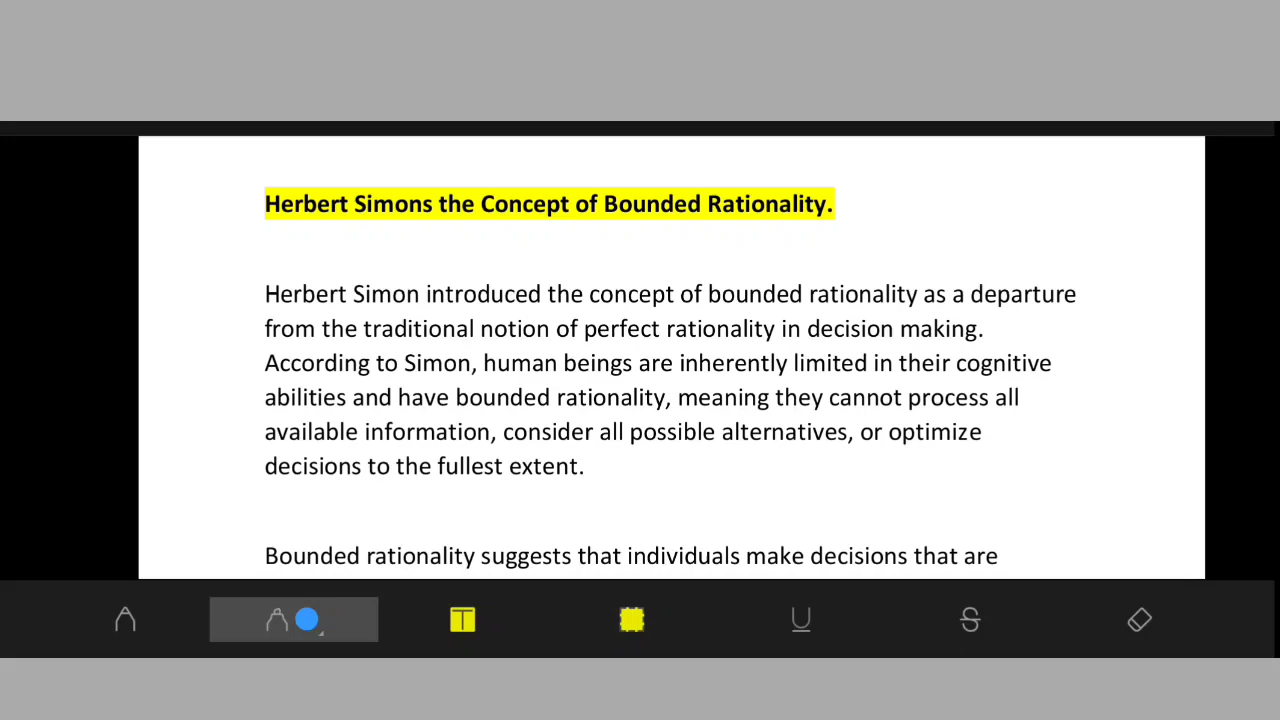 Herbert Simons the Concept of Bounded Rationality.
Herbert Simon introduced the concept of bounded rationality as a departure
from the traditional notion of perfect rationality in decision making.
According to Simon, human beings are inherently limited in their cognitive
abilities and have bounded rationality, meaning they cannot process all
available information, consider all possible alternatives, or optimize
decisions to the fullest extent.
Bounded rationality suggests that individuals make decisions that are